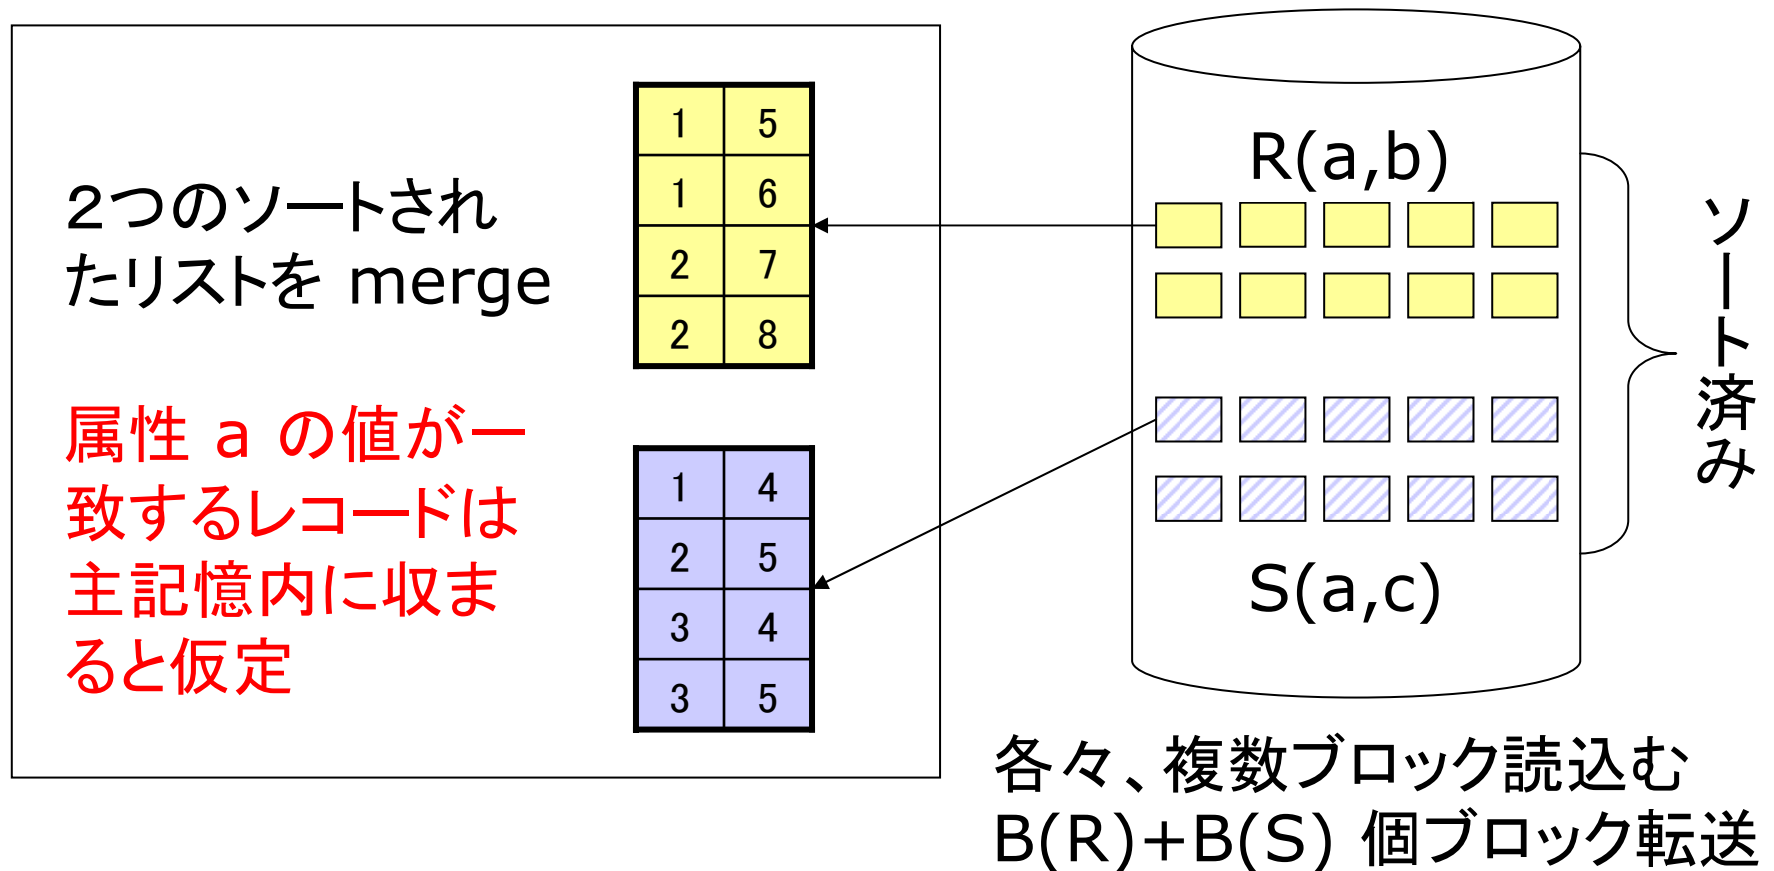 ２つのソートされ
たリストを merge
属性 a の値が一
致するレコードは
主記憶内に収ま
ると仮定
1 5
1 6
2 7
2 8
1 4
2 5
3 4
3 5
R(a,b)
S(a,c)
ソート済み
各々、複数ブロック読込む
B(R)+B(S) 個ブロック転送